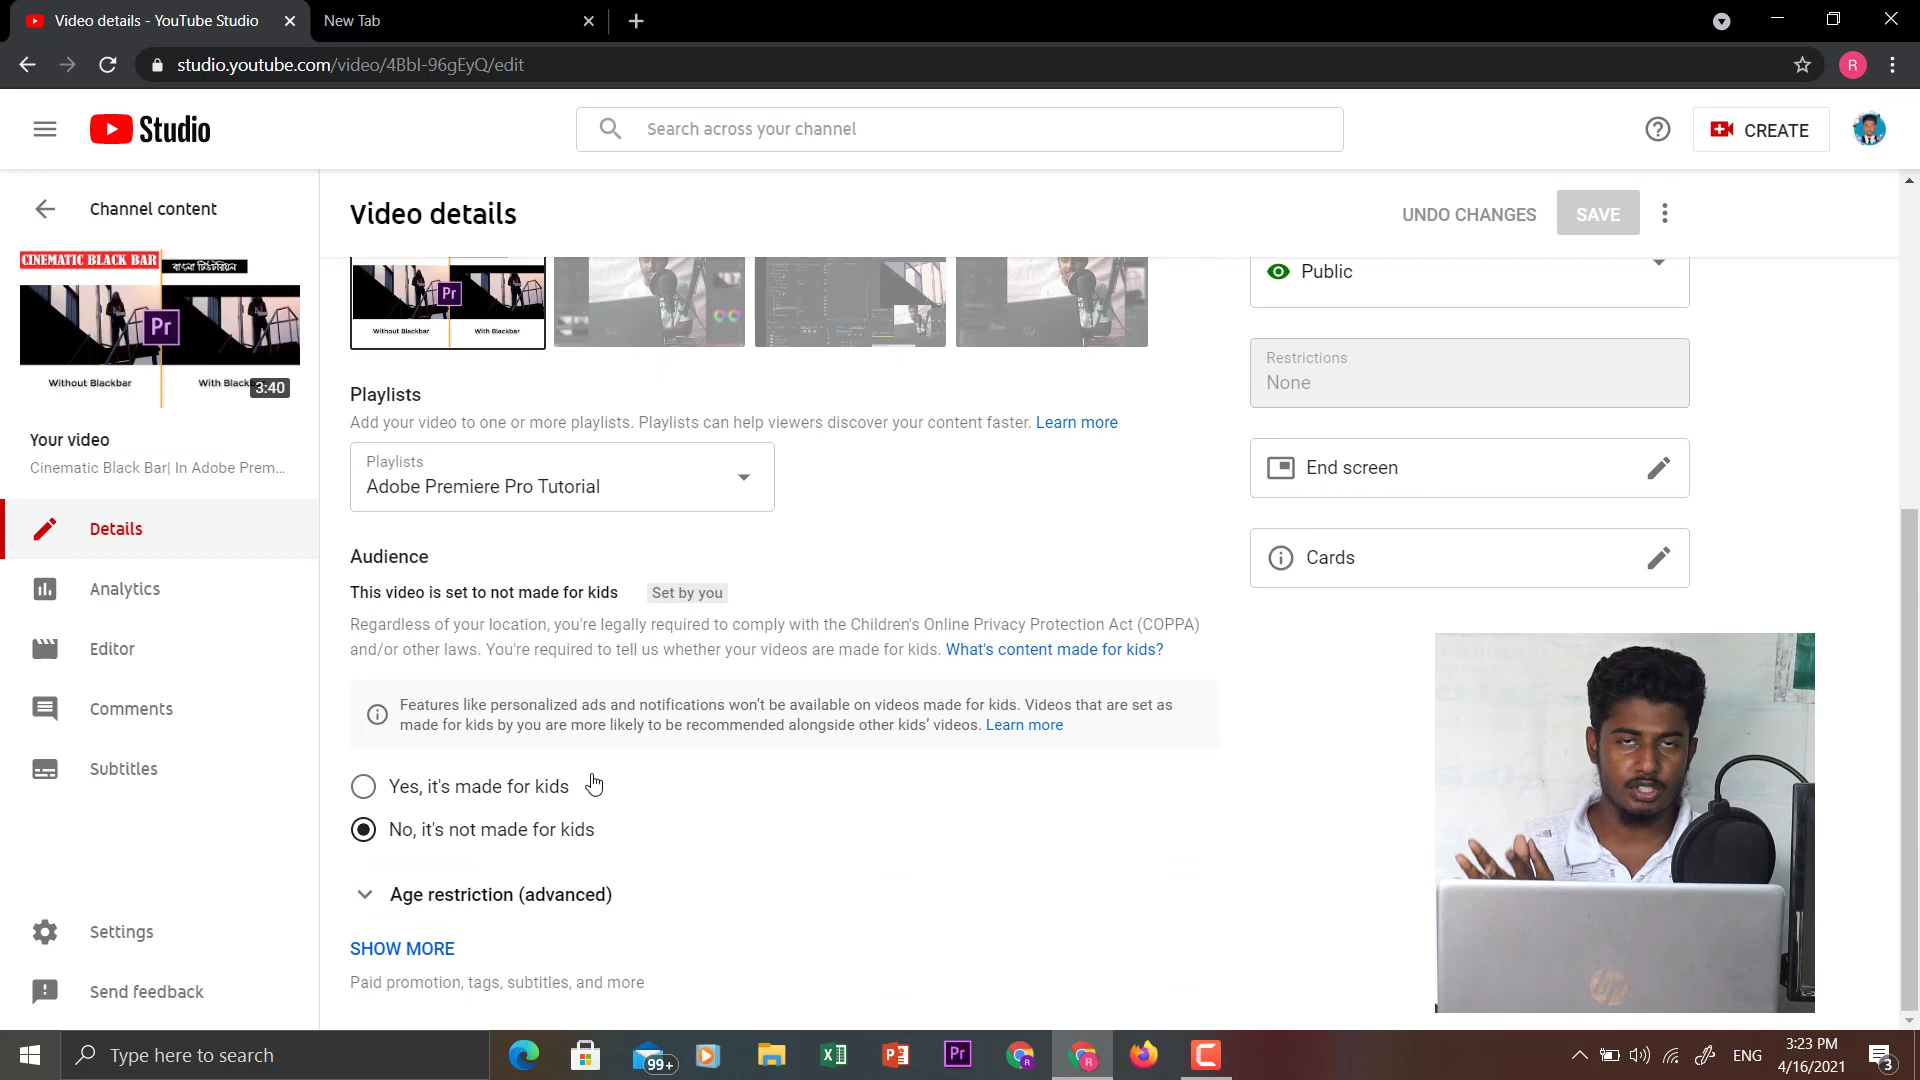 Video details - YouTube Studio
New Tab
studio.youtube.com/video/4BbI-96gEyQ/edit
R
Studio
Search across your channel
CREATE
Channel content
Video details
UNDO CHANGES
SAVE
CINEMATIC BLACK BAR
বাংলা টিউটোরিয়াল
Pr
Without Blackbar
With Blackba
3:40
Your video
Cinematic Black Bar| In Adobe Prem...
Details
Analytics
Editor
Comments
Subtitles
Settings
Send feedback
Pr
Without Blackbar
With Blackbar
Playlists
Add your video to one or more playlists. Playlists can help viewers discover your content faster. Learn more
Playlists
Adobe Premiere Pro Tutorial
Audience
This video is set to not made for kids
Set by you
Regardless of your location, you're legally required to comply with the Children's Online Privacy Protection Act (COPPA)
and/or other laws. You're required to tell us whether your videos are made for kids. What's content made for kids?
Features like personalized ads and notifications won't be available on videos made for kids. Videos that are set as
made for kids by you are more likely to be recommended alongside other kids' videos. Learn more
Yes, it's made for kids
No, it's not made for kids
Age restriction (advanced)
SHOW MORE
Paid promotion, tags, subtitles, and more
Public
Restrictions
None
End screen
Cards
hp
Type here to search
99+
Pr
ENG
3:23 PM
4/16/2021
3